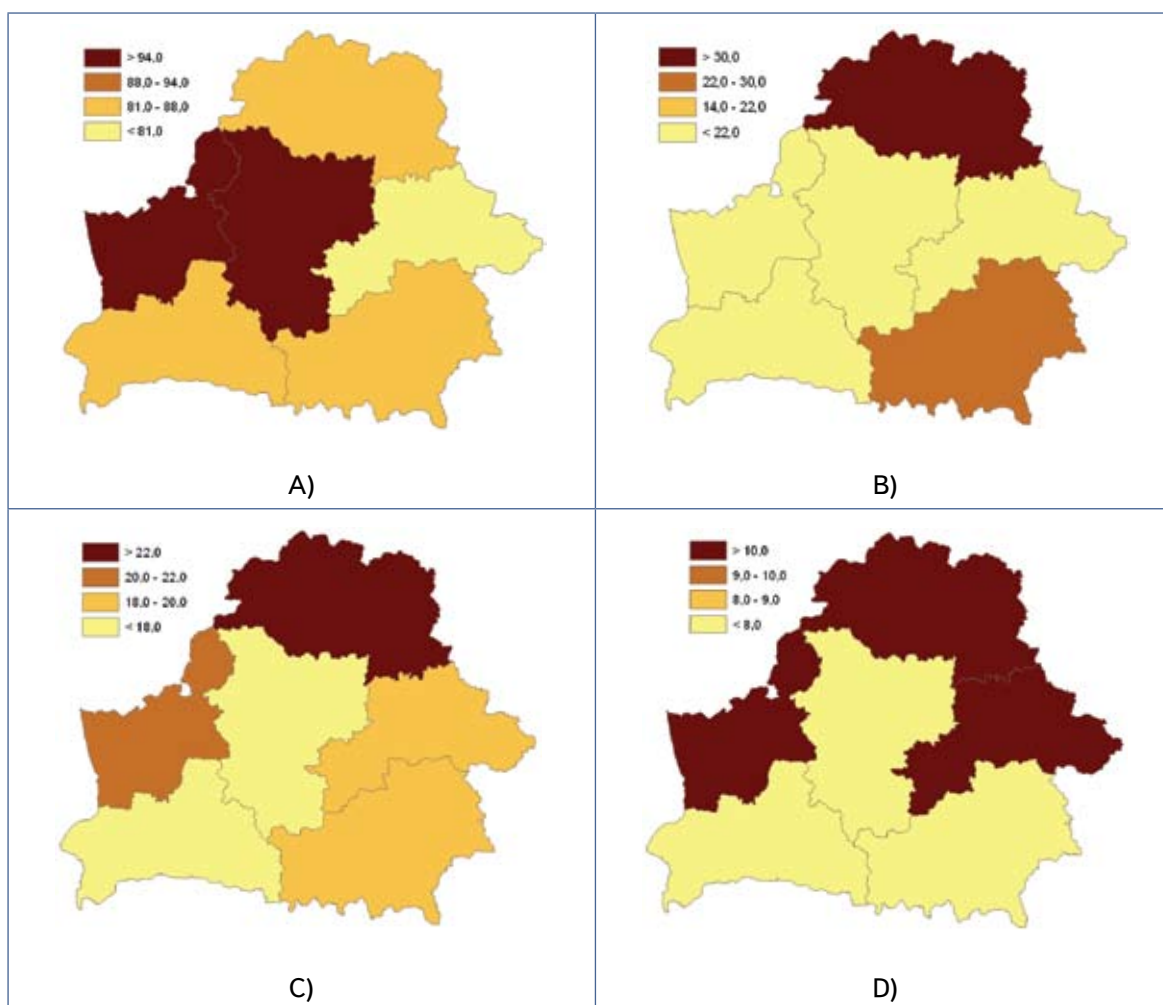 > 94,0
88,0 - 94,0
81,0 - 88,0
< 81,0
A)
> 30,0
22,0 - 30,0
14,0 - 22,0
< 22,0
B)
> 22,0
20,0 - 22,0
18,0 - 20,0
< 18,0
C)
> 10,0
9,0 - 10,0
8,0 - 9,0
< 8,0
D)